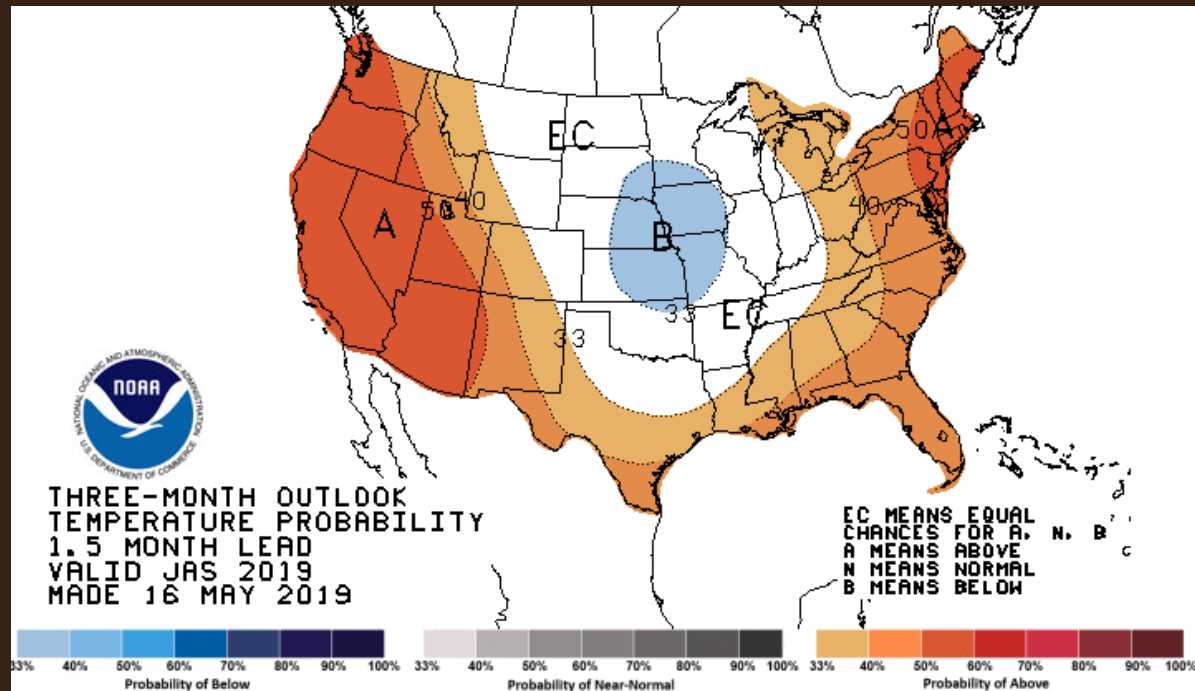 EC
50A
A
50
40
40
B
33
EC
33
NATIONAL OCEANIC AND ATMOSPHERIC ADMINISTRATION
NOAA
U.S. DEPARTMENT OF COMMERCE
THREE-MONTH OUTLOOK
TEMPERATURE PROBABILITY
1.5 MONTH LEAD
VALID JAS 2019
MADE 16 MAY 2019
EC MEANS EQUAL
CHANCES FOR A, N, B
A MEANS ABOVE
N MEANS NORMAL
B MEANS BELOW
33% 40% 50% 60% 70% 80% 90% 100%
Probability of Below
33% 40% 50% 60% 70% 80% 90% 100%
Probability of Near-Normal
33% 40% 50% 60% 70% 80% 90% 100%
Probability of Above